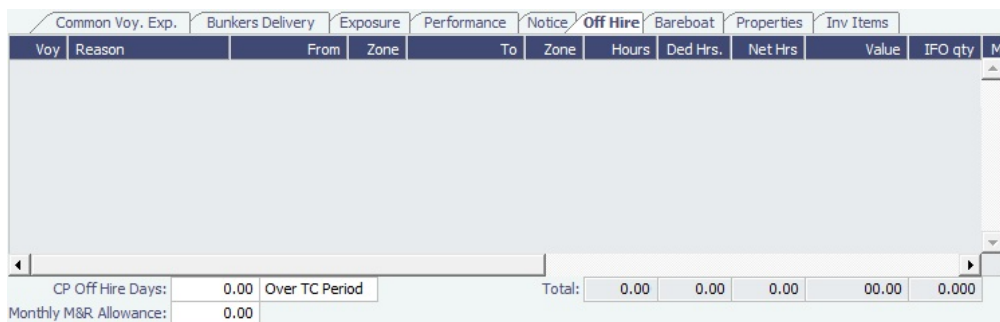 Common Voy. Exp. Bunkers Delivery Exposure Performance Notice Off Hire Bareboat Properties Inv Items
Voy Reason From Zone To Zone Hours Ded Hrs. Net Hrs Value IFO qty M
CP Off Hire Days: 0.00 Over TC Period Total: 0.00 0.00 0.00 00.00 0.000
Monthly M&R Allowance: 0.00